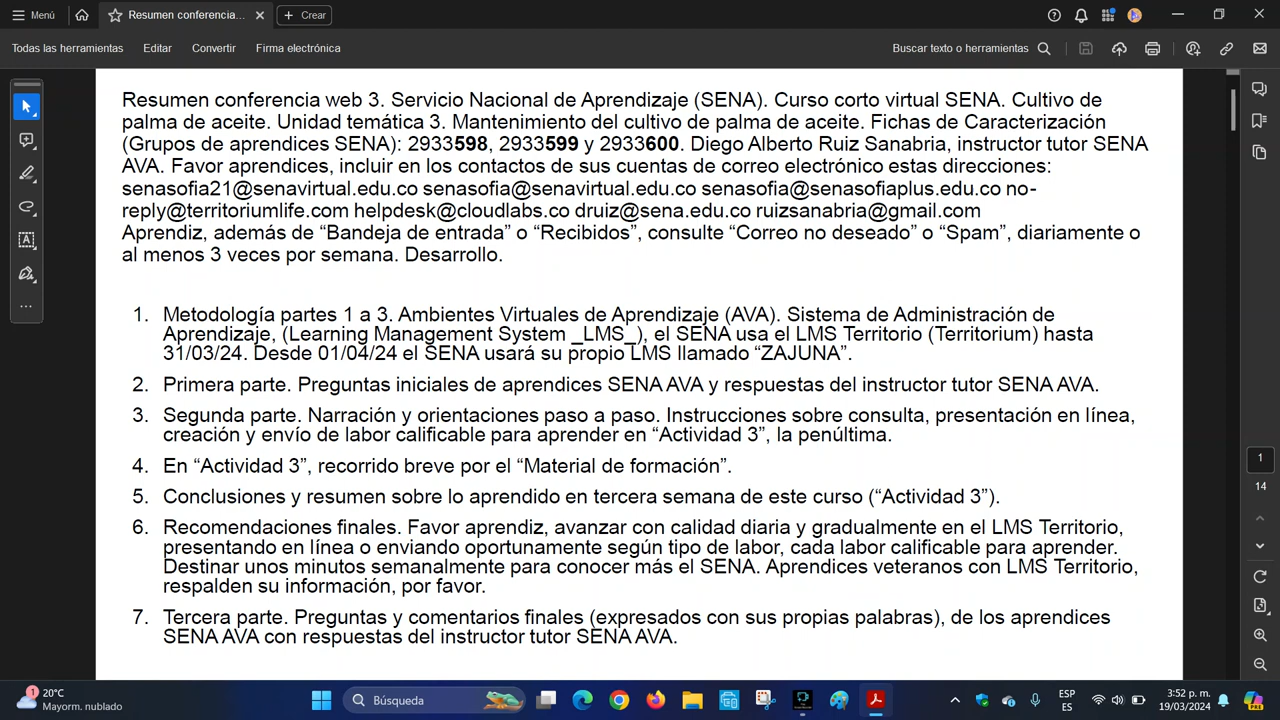 Menú
Resumen conferencia...
Crear
Todas las herramientas
Editar
Convertir
Firma electrónica
Buscar texto o herramientas
Resumen conferencia web 3. Servicio Nacional de Aprendizaje (SENA). Curso corto virtual SENA. Cultivo de
palma de aceite. Unidad temática 3. Mantenimiento del cultivo de palma de aceite. Fichas de Caracterización
(Grupos de aprendices SENA): 2933598, 2933599 y 2933600. Diego Alberto Ruiz Sanabria, instructor tutor SENA
AVA. Favor aprendices, incluir en los contactos de sus cuentas de correo electrónico estas direcciones:
senasofia21@senavirtual.edu.co senasofia@senavirtual.edu.co senasofia@senasofiaplus.edu.co no-
reply@territoriumlife.com helpdesk@cloudlabs.co druiz@sena.edu.co ruizsanabria@gmail.com
Aprendiz, además de “Bandeja de entrada” o “Recibidos”, consulte “Correo no deseado” o “Spam”, diariamente o
al menos 3 veces por semana. Desarrollo.
1. Metodología partes 1 a 3. Ambientes Virtuales de Aprendizaje (AVA). Sistema de Administración de
Aprendizaje, (Learning Management System _LMS_), el SENA usa el LMS Territorio (Territorium) hasta
31/03/24. Desde 01/04/24 el SENA usará su propio LMS llamado “ZAJUNA”.
2. Primera parte. Preguntas iniciales de aprendices SENA AVA y respuestas del instructor tutor SENA AVA.
3. Segunda parte. Narración y orientaciones paso a paso. Instrucciones sobre consulta, presentación en línea,
creación y envío de labor calificable para aprender en “Actividad 3”, la penúltima.
4. En “Actividad 3”, recorrido breve por el “Material de formación”.
5. Conclusiones y resumen sobre lo aprendido en tercera semana de este curso (“Actividad 3”).
6. Recomendaciones finales. Favor aprendiz, avanzar con calidad diaria y gradualmente en el LMS Territorio,
presentando en línea o enviando oportunamente según tipo de labor, cada labor calificable para aprender.
Destinar unos minutos semanalmente para conocer más el SENA. Aprendices veteranos con LMS Territorio,
respalden su información, por favor.
7. Tercera parte. Preguntas y comentarios finales (expresados con sus propias palabras), de los aprendices
SENA AVA con respuestas del instructor tutor SENA AVA.
1
14
1
20°C
Mayorm. nublado
Búsqueda
ESP
ES
3:52 p. m.
19/03/2024
PRE